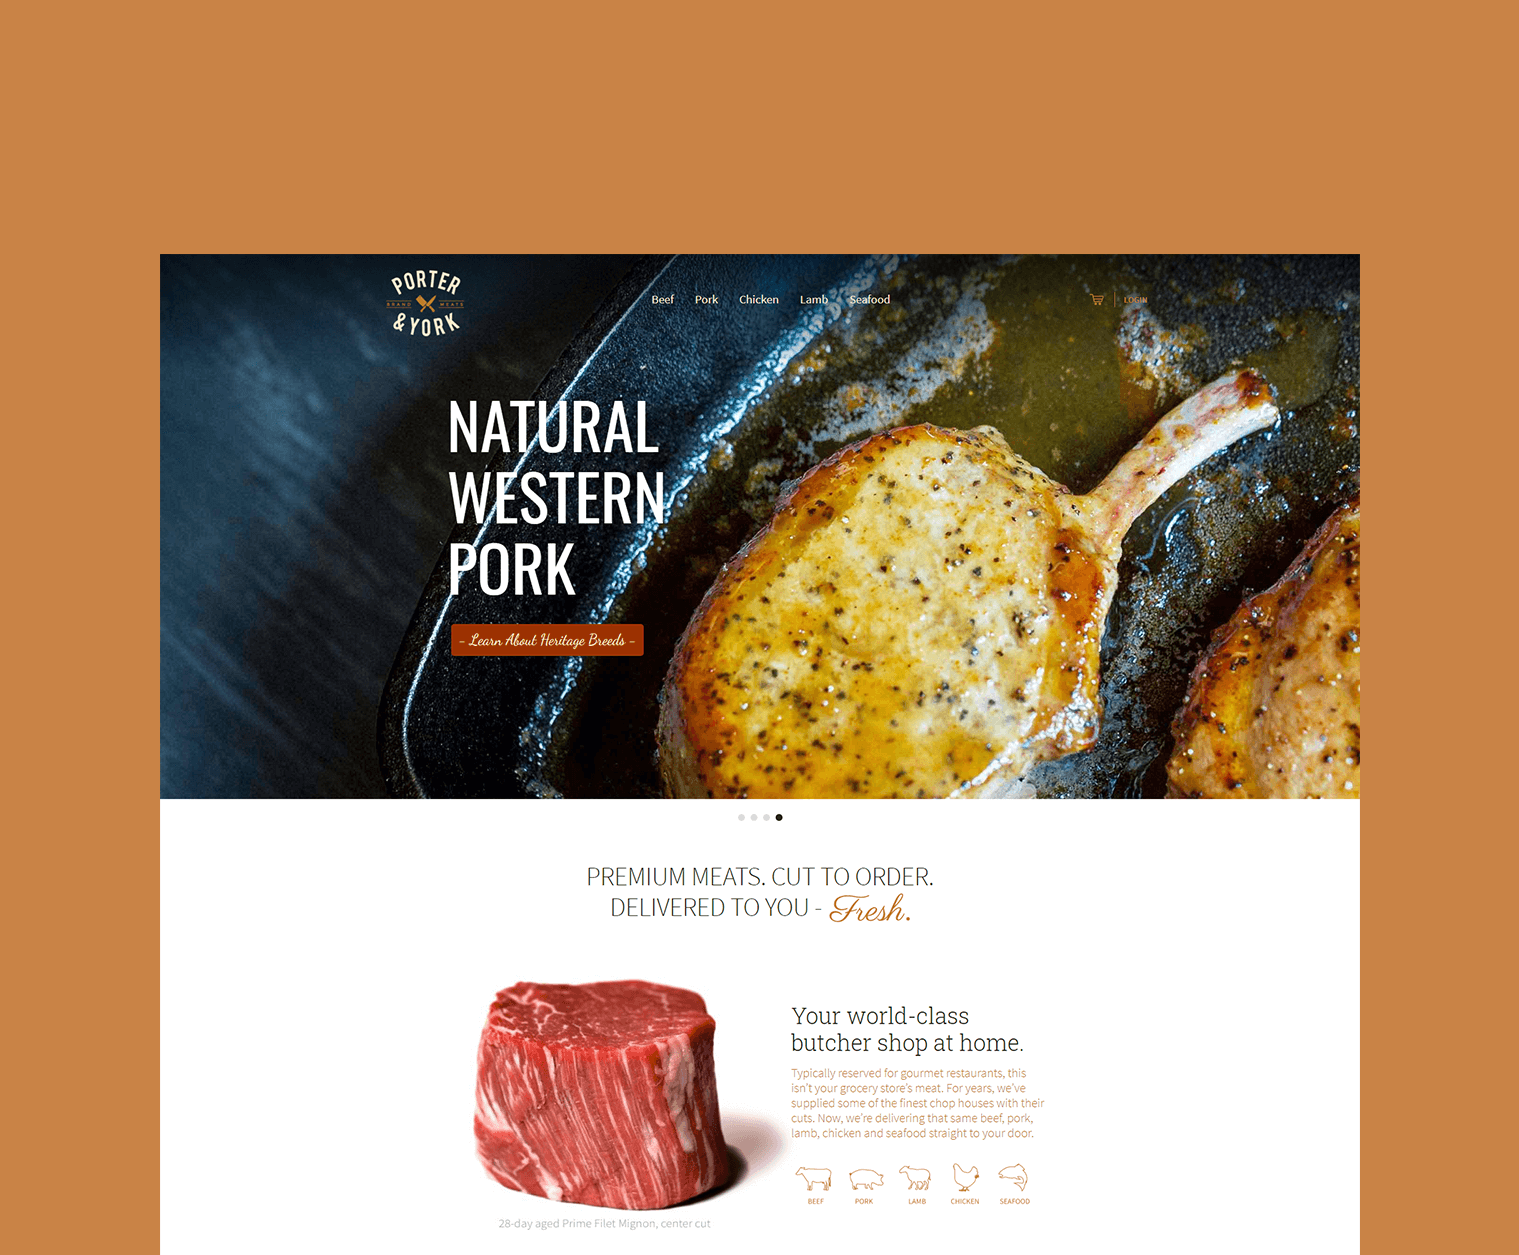 PORTER
BRAND MEATS
& YORK
Beef Pork Chicken Lamb Seafood
LOGIN
NATURAL
WESTERN
PORK
- Learn About Heritage Breeds -
PREMIUM MEATS. CUT TO ORDER.
DELIVERED TO YOU - Fresh.
Your world-class
butcher shop at home.
Typically reserved for gourmet restaurants, this
isn't your grocery store's meat. For years, we've
supplied some of the finest chop houses with their
cuts. Now, we're delivering that same beef, pork,
lamb, chicken and seafood straight to your door.
BEEF PORK LAMB CHICKEN SEAFOOD
28-day aged Prime Filet Mignon, center cut